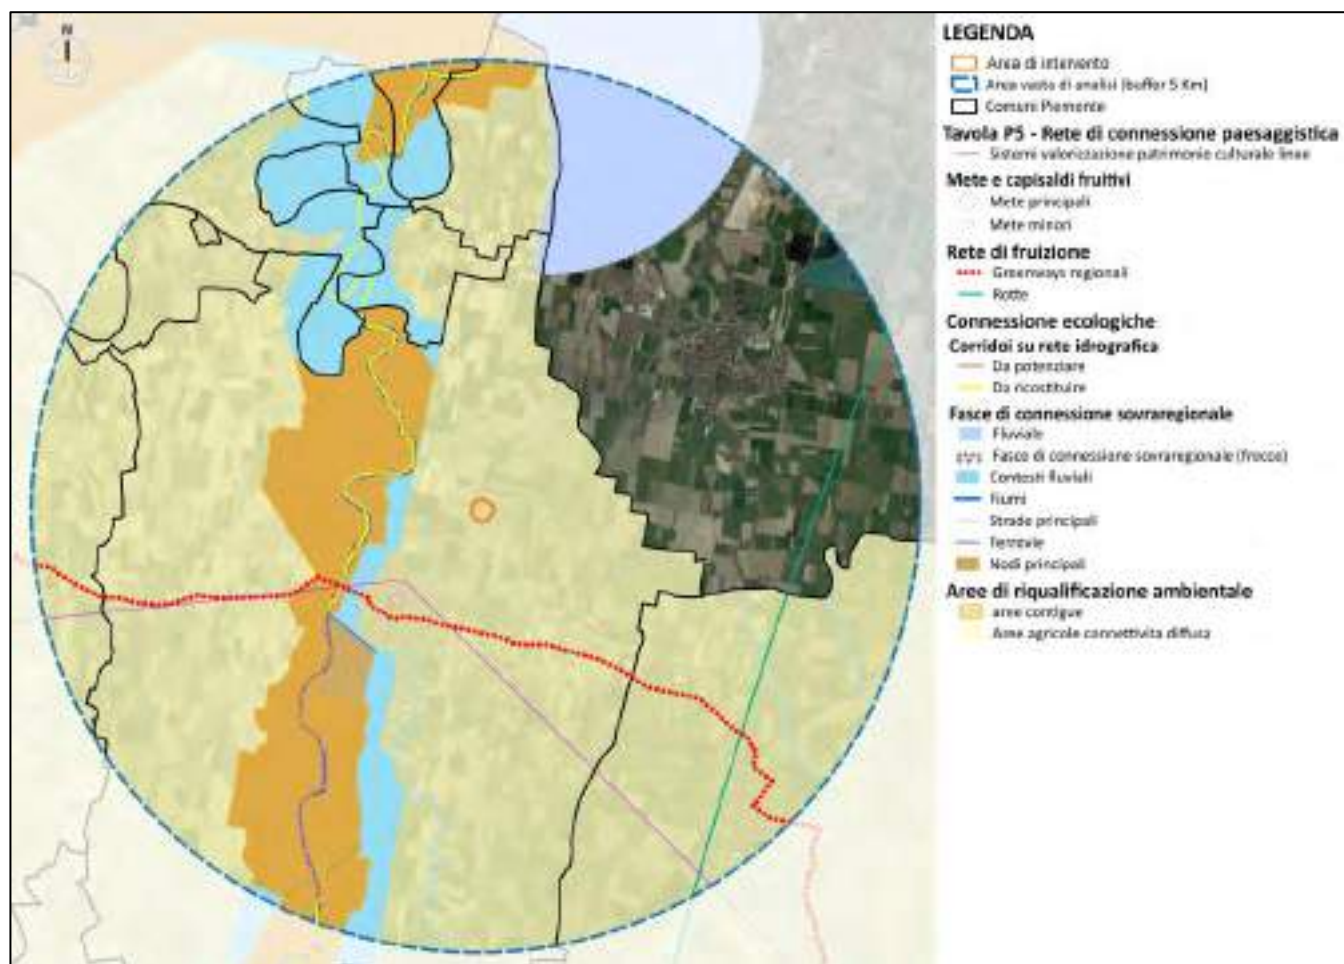 N
LEGENDA
Area di intervento
Area vasta di analisi (buffer 5 Km)
Comuni Piemonte
Tavola P5 - Rete di connessione paesaggistica
Sistemi valorizzazione patrimonio culturale linee
Mete e capisaldi fruitivi
Mete principali
Mete minori
Rete di fruizione
Greenways regionali
Rotte
Connessione ecologiche
Corridoi su rete idrografica
Da potenziare
Da ricostituire
Fasce di connessione sovraregionale
Fluviale
Fasce di connessione sovraregionale (frecce)
Contesti fluviali
Fiumi
Strade principali
Ferrovie
Nodi principali
Aree di riqualificazione ambientale
aree contigue
Aree agricole connettivita diffusa